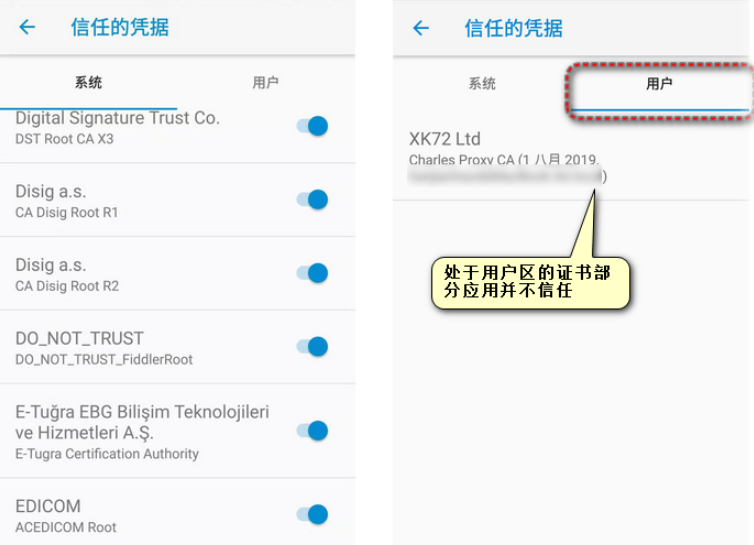 信任的凭据
系统
用户
Digital Signature Trust Co.
DST Root CA X3
Disig a.s.
CA Disig Root R1
Disig a.s.
CA Disig Root R2
DO_NOT_TRUST
DO_NOT_TRUST_FiddlerRoot
E-Tuğra EBG Bilişim Teknolojileri
ve Hizmetleri A.Ş.
E-Tugra Certification Authority
EDICOM
ACEDICOM Root
信任的凭据
系统
用户
XK72 Ltd
Charles Proxy CA (1 八月 2019,
)
处于用户区的证书部
分应用并不信任